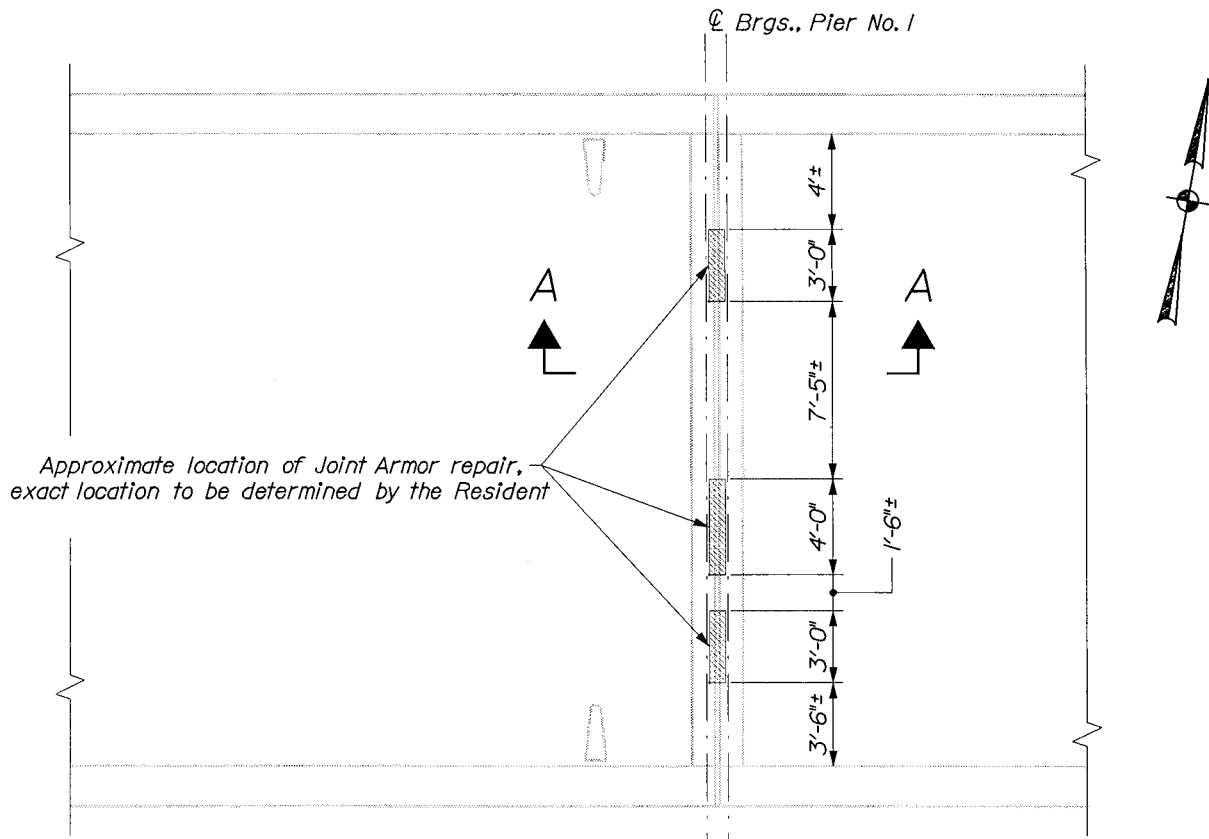 ℄ Brgs., Pier No. 1
4'±
3'-0"
A
A
7'-5"±
Approximate location of Joint Armor repair,
exact location to be determined by the Resident
4'-0"
1'-6"±
3'-0"
3'-6"±